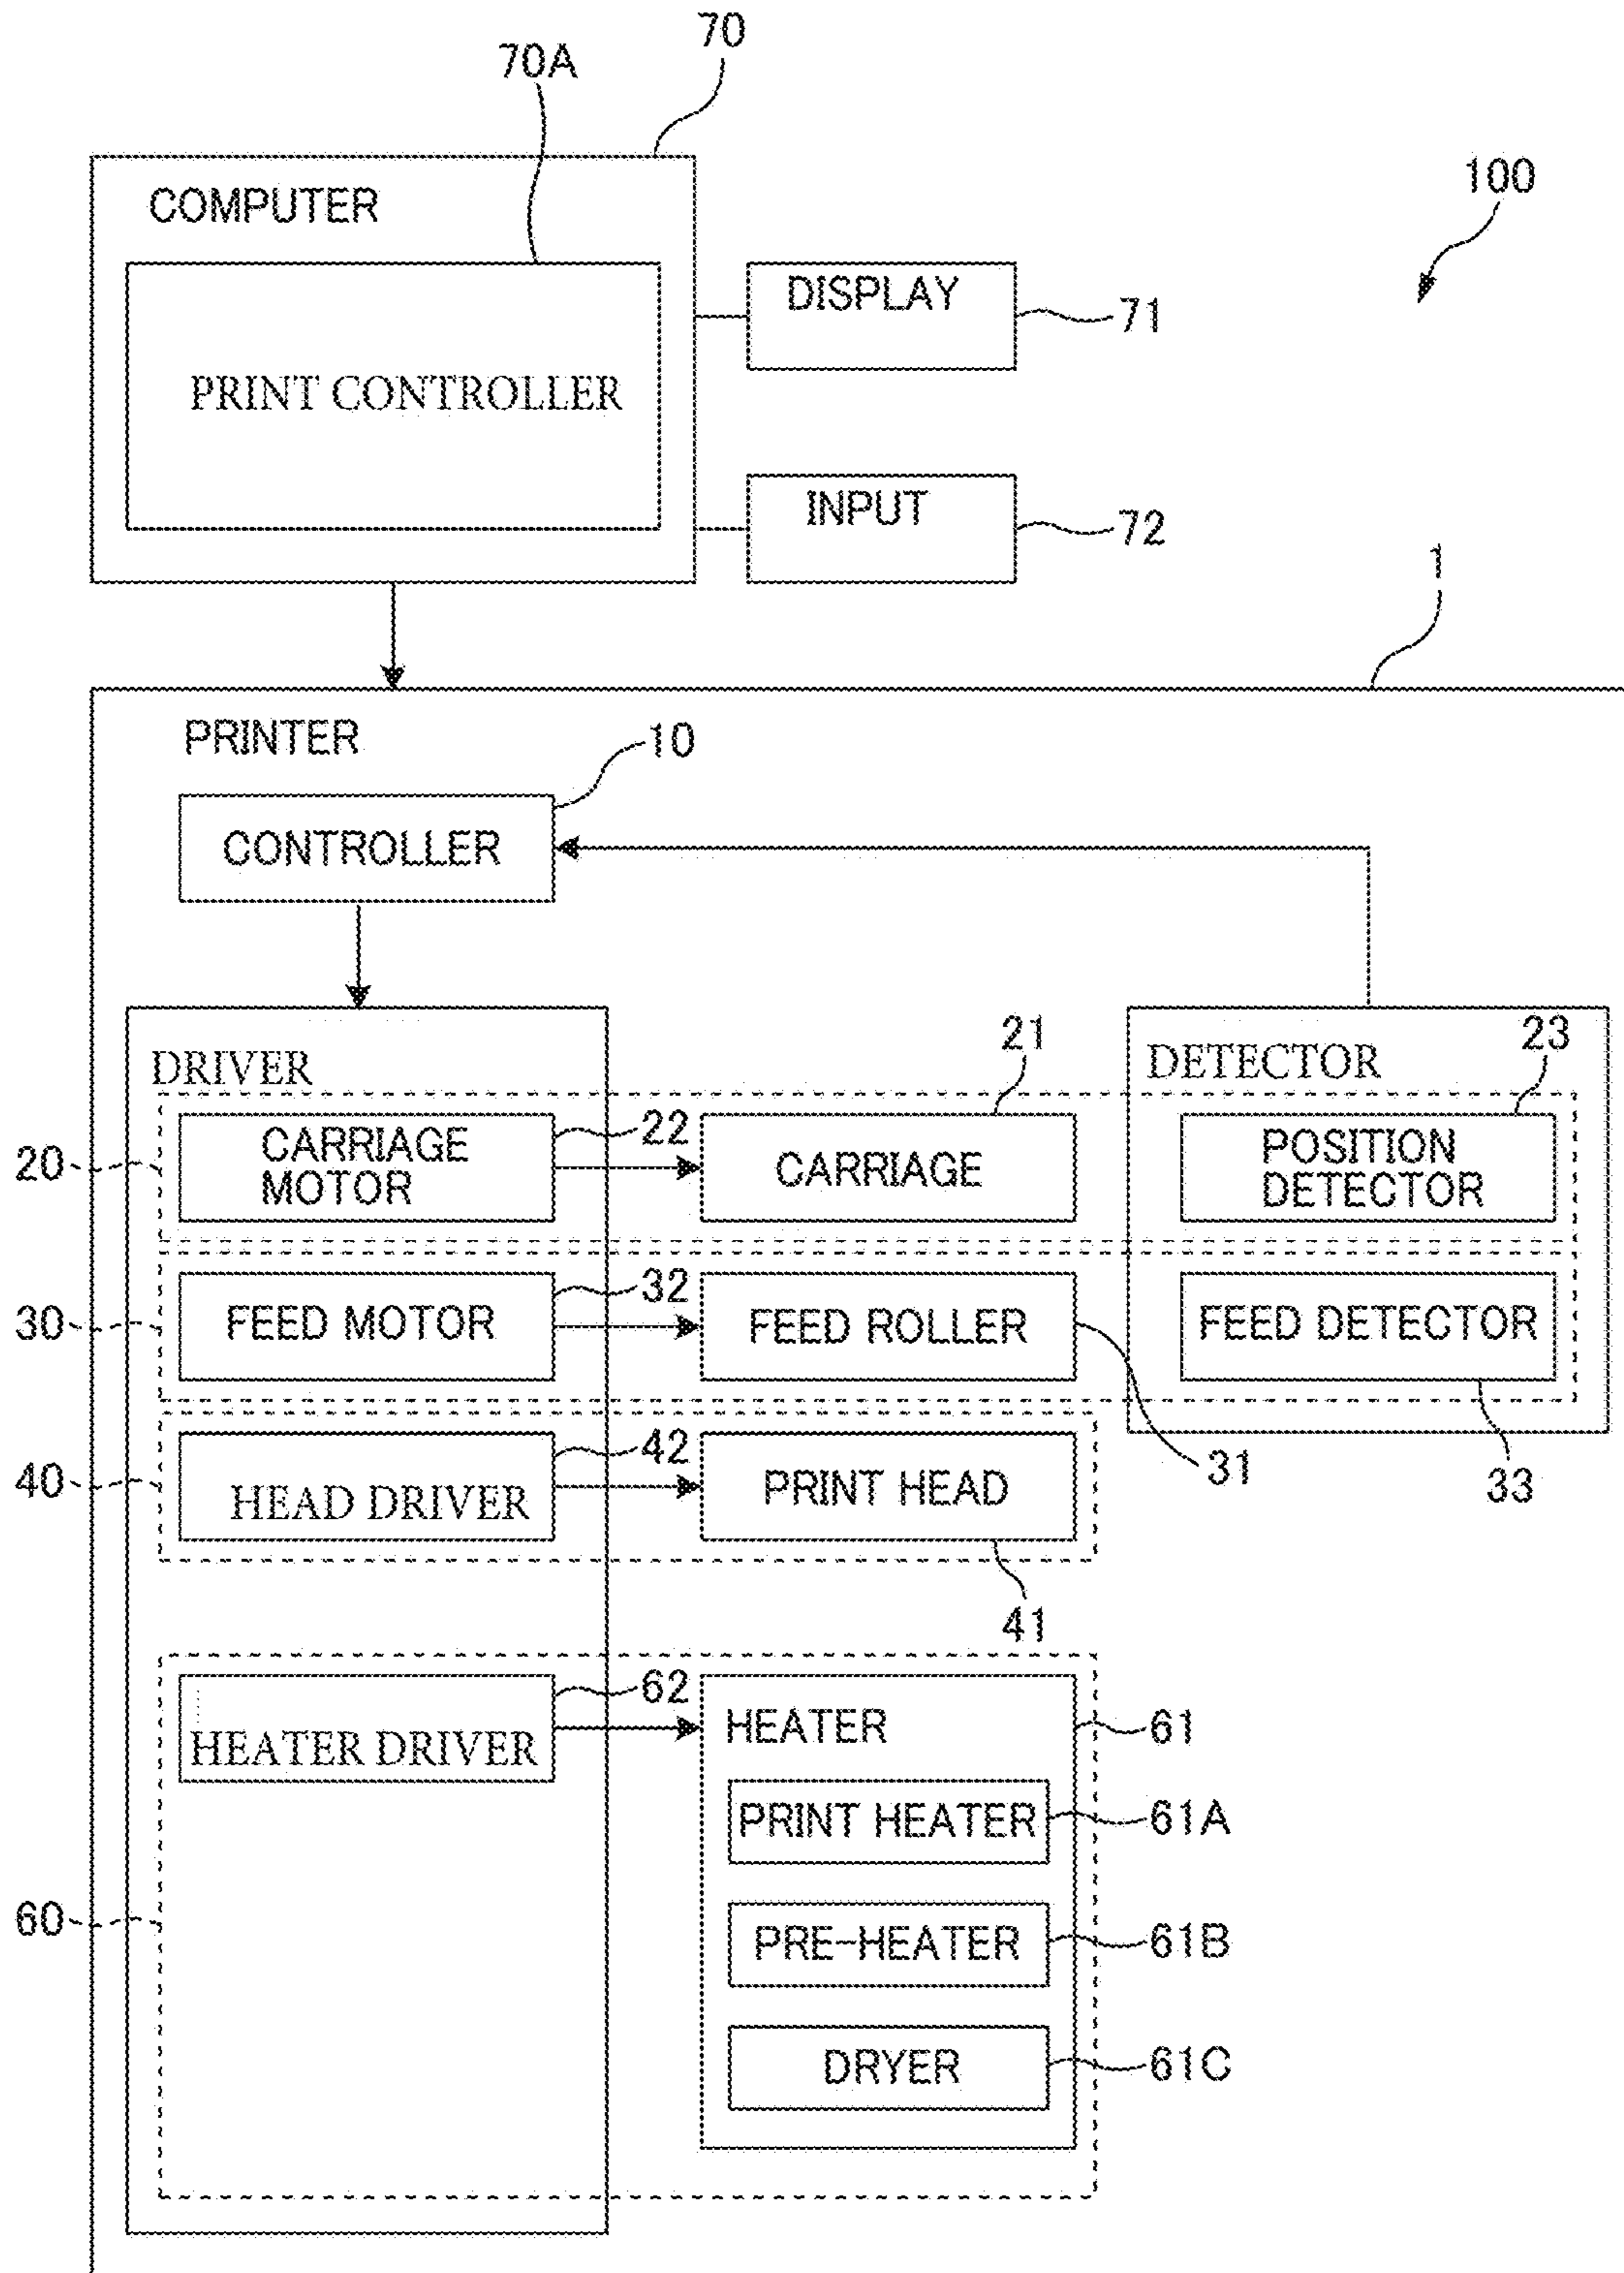 70
70A
100
COMPUTER
DISPLAY
71
PRINT CONTROLLER
INPUT
72
1
PRINTER
10
CONTROLLER
21
23
DRIVER
DETECTOR
20
CARRIAGE
MOTOR
22
CARRIAGE
POSITION
DETECTOR
30
FEED MOTOR
32
FEED ROLLER
FEED DETECTOR
31
33
40
HEAD DRIVER
42
PRINT HEAD
41
62
HEATER DRIVER
HEATER
61
PRINT HEATER
61A
60
PRE-HEATER
61B
DRYER
61C